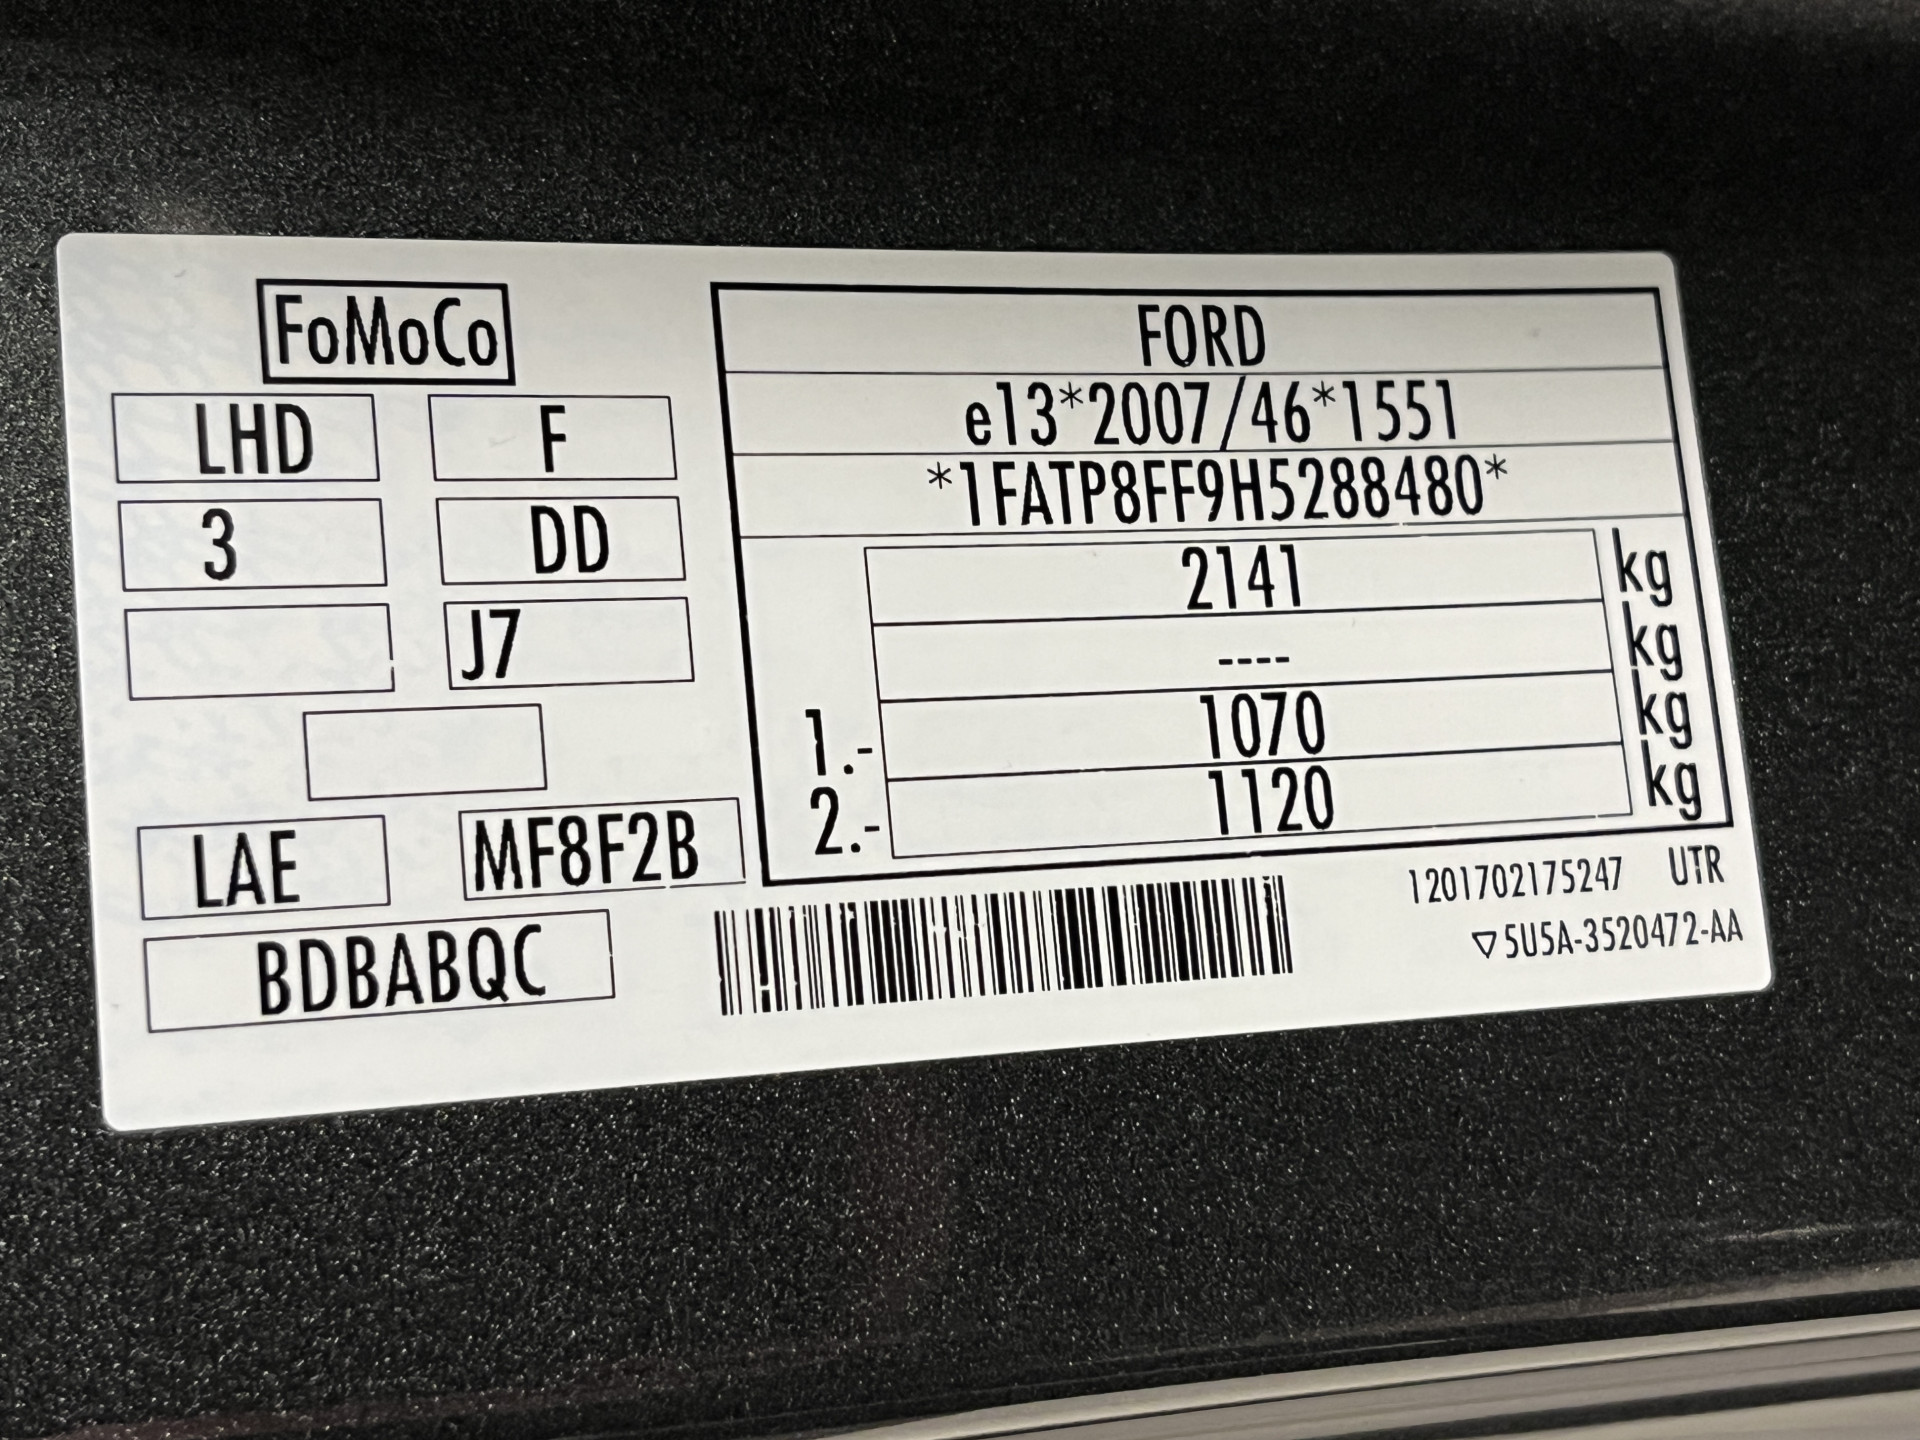 FoMoCo
LHD F
3 DD
J7
LAE MF8F2B
BDBABQC
FORD
e13*2007/46*1551
*1FATP8FF9H5288480*
2141 kg
---- kg
1.- 1070 kg
2.- 1120 kg
1201702175247 UTR
▽5U5A-3520472-AA